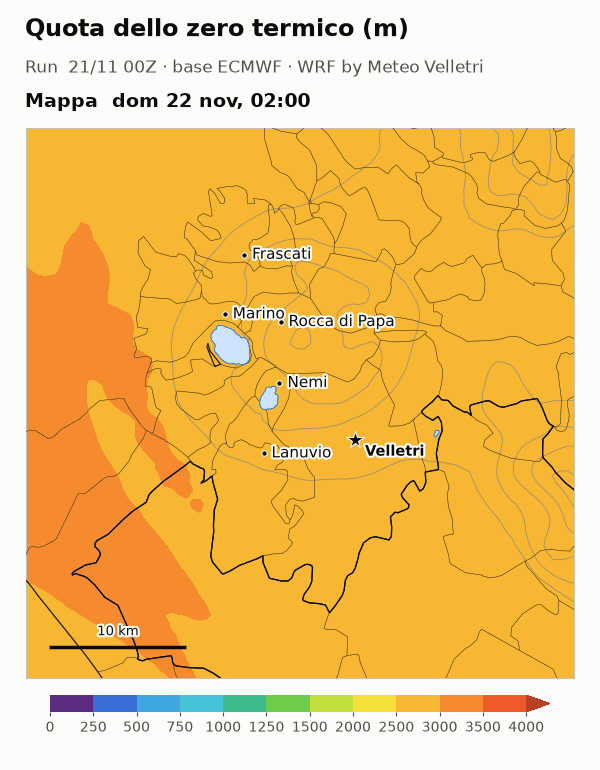 Quota dello zero termico (m)
Run  21/11 00Z · base ECMWF · WRF by Meteo Velletri
Mappa  dom 22 nov, 02:00
Frascati
Marino
Rocca di Papa
Nemi
Velletri
Lanuvio
10 km
0 250 500 750 1000 1250 1500 2000 2500 3000 3500 4000